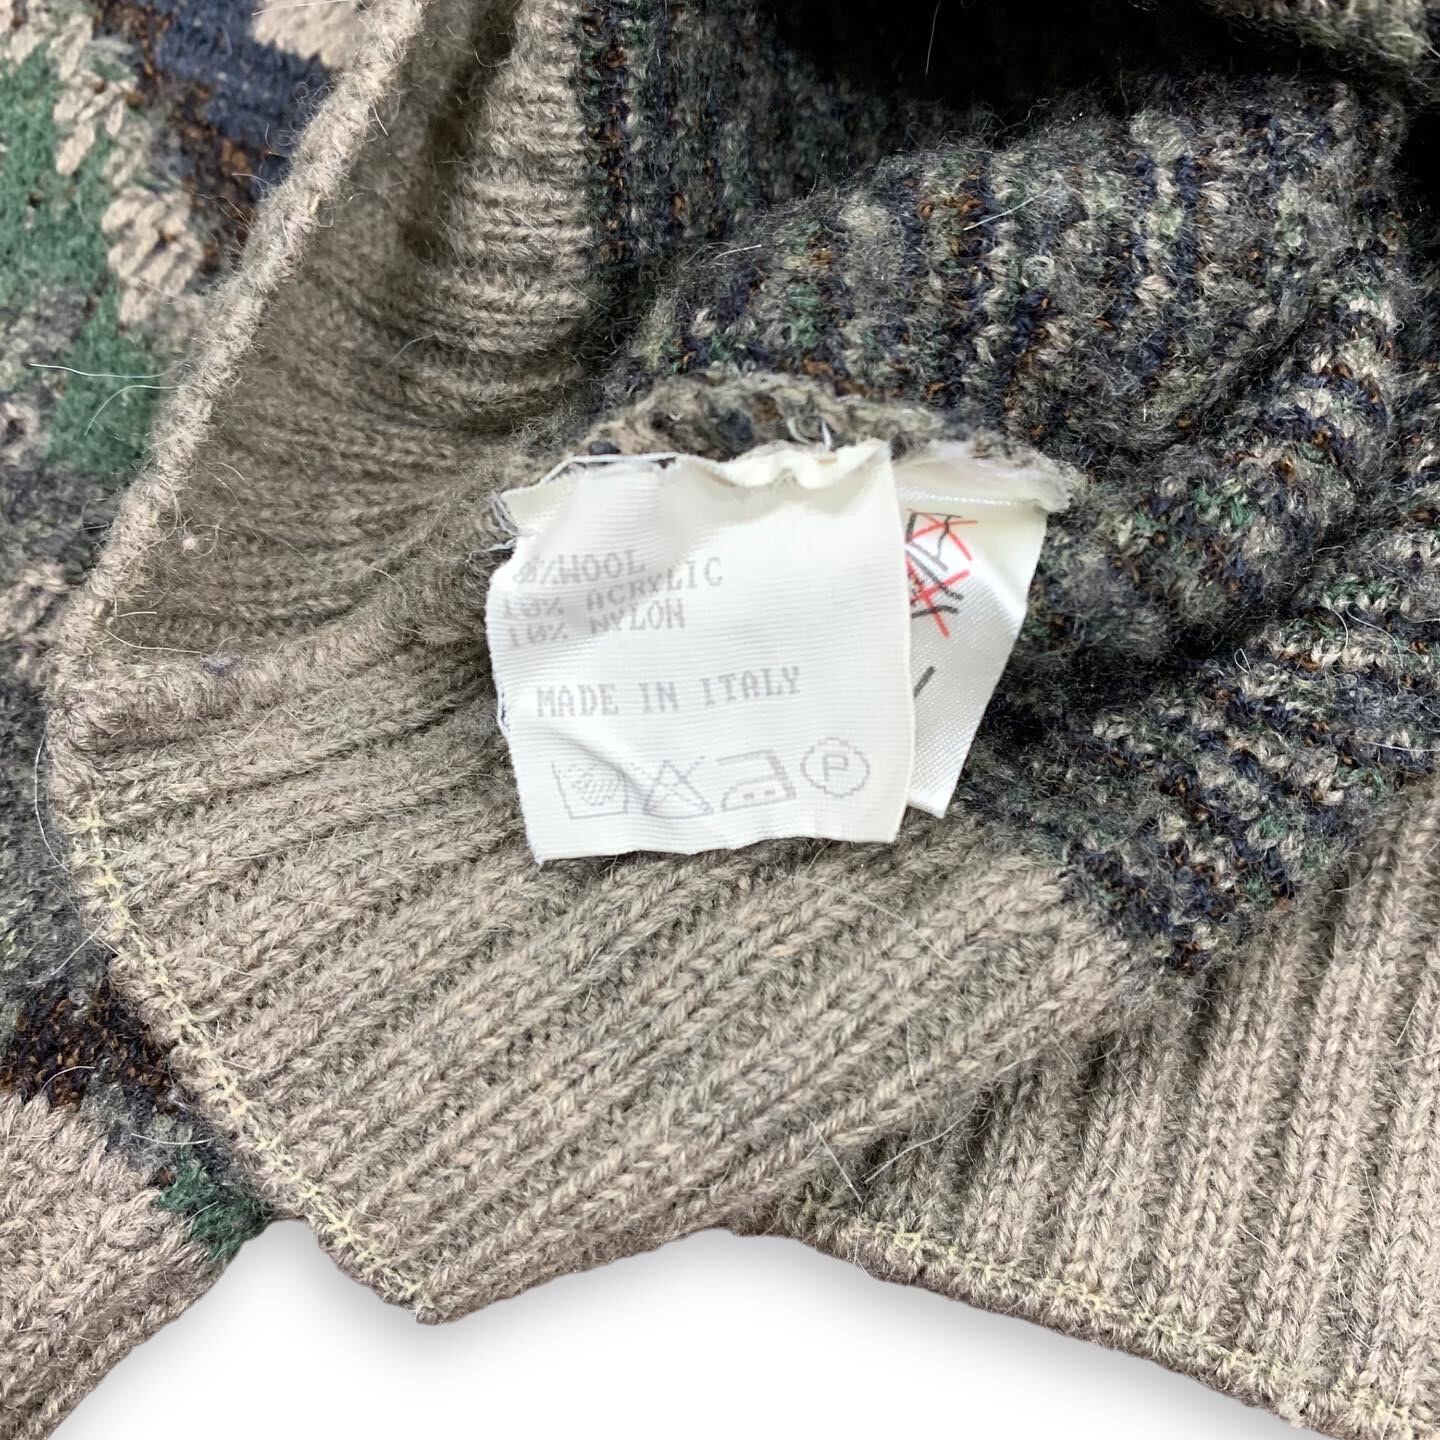 WOOL
10% ACRYLIC
10% NYLON
MADE IN ITALY
P